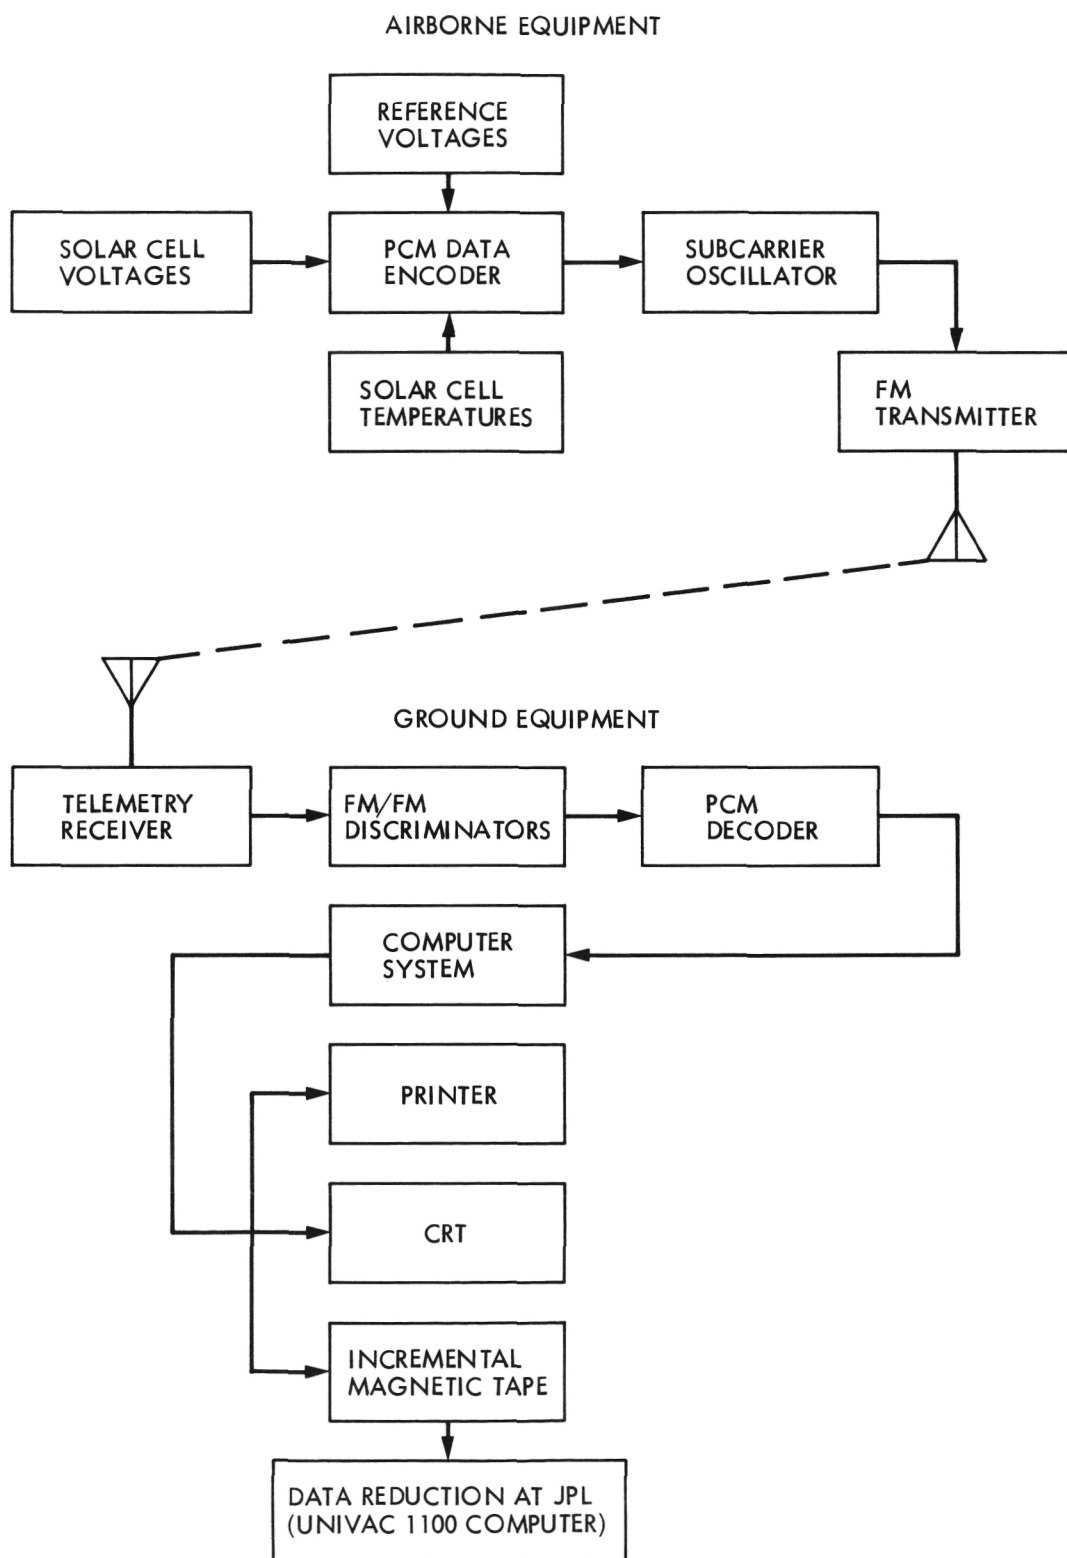 AIRBORNE EQUIPMENT
REFERENCE
VOLTAGES
SOLAR CELL
VOLTAGES
PCM DATA
ENCODER
SUBCARRIER
OSCILLATOR
SOLAR CELL
TEMPERATURES
FM
TRANSMITTER
GROUND EQUIPMENT
TELEMETRY
RECEIVER
FM/FM
DISCRIMINATORS
PCM
DECODER
COMPUTER
SYSTEM
PRINTER
CRT
INCREMENTAL
MAGNETIC TAPE
DATA REDUCTION AT JPL
(UNIVAC 1100 COMPUTER)